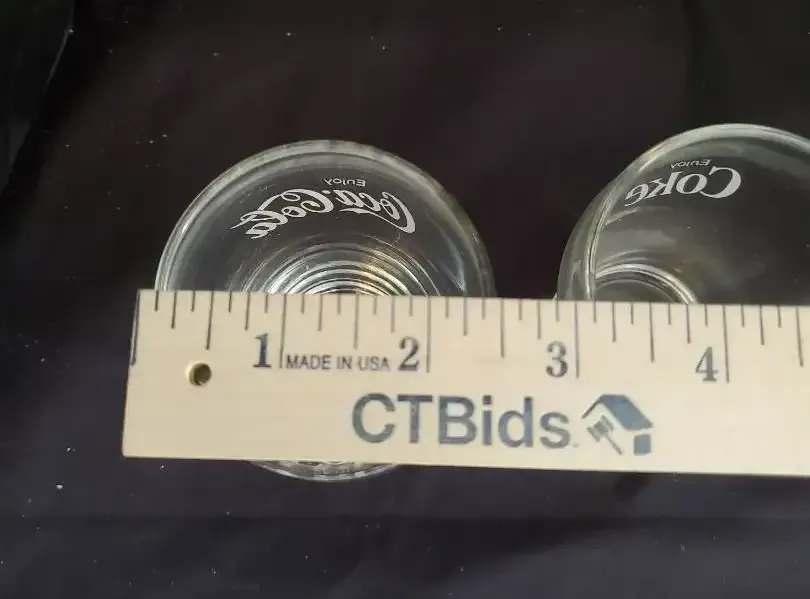 Enjoy
Coca-Cola
Enjoy
Coke
1 MADE IN USA 2 3 4
CTBids.